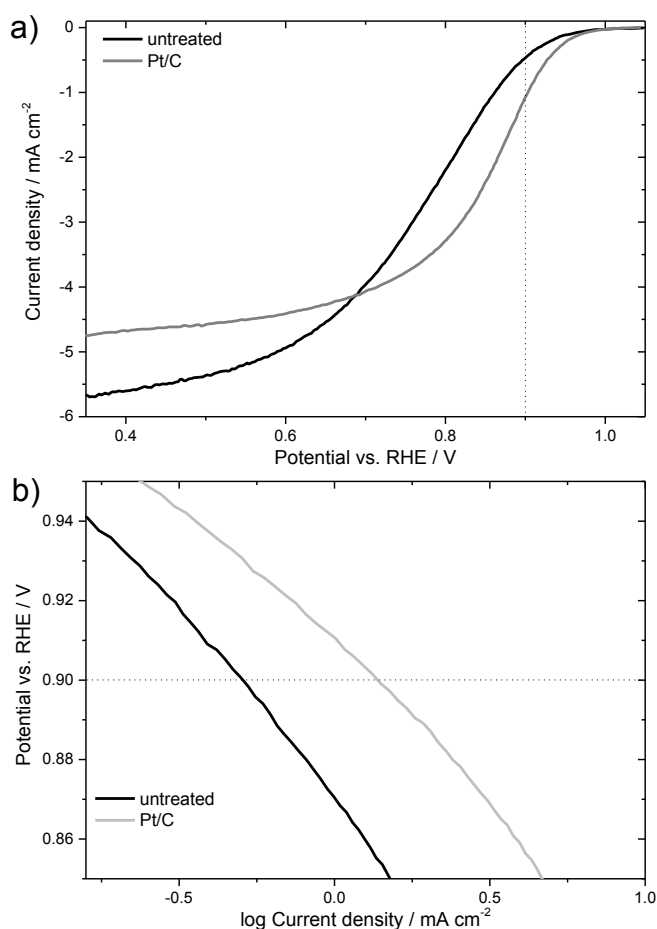 a)
untreated
Pt/C
0
-1
-2
-3
-4
-5
-6
Current density / mA cm⁻²
0.4 0.6 0.8 1.0
Potential vs. RHE / V
b)
0.94
0.92
0.90
0.88
0.86
Potential vs. RHE / V
untreated
Pt/C
-0.5 0.0 0.5 1.0
log Current density / mA cm⁻²